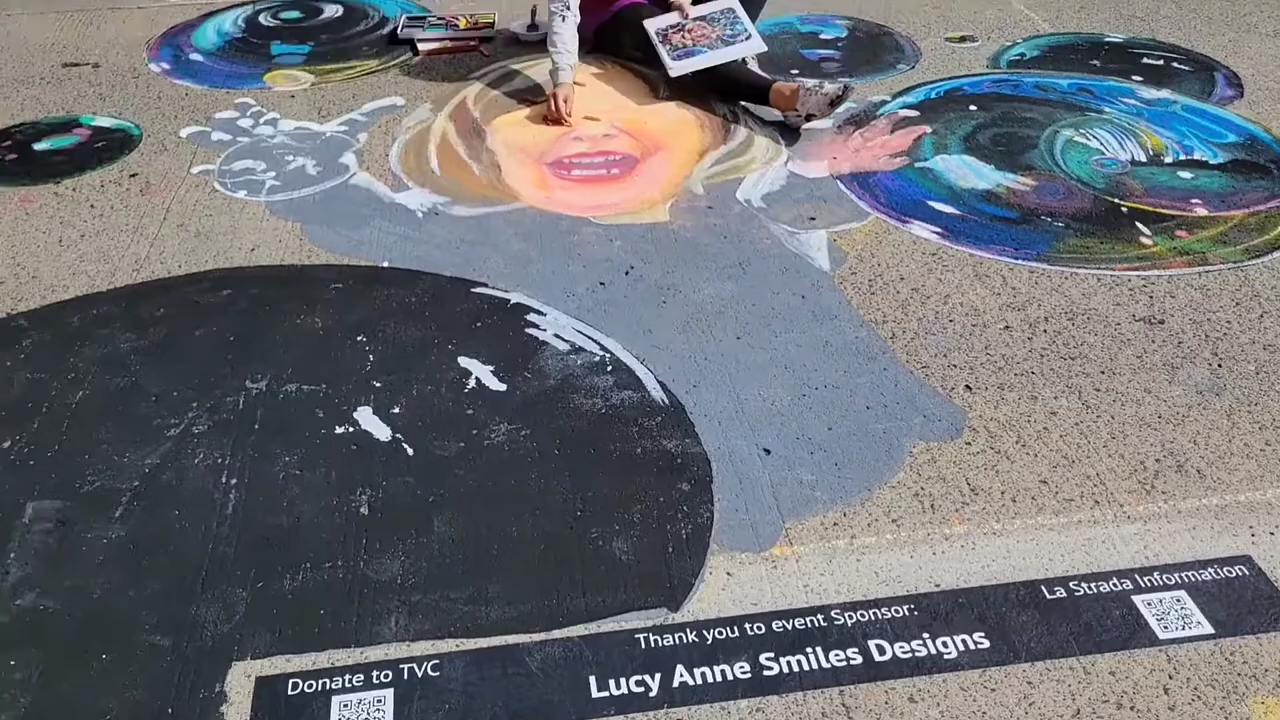 Donate to TVC
Thank you to event Sponsor:
Lucy Anne Smiles Designs
La Strada Information